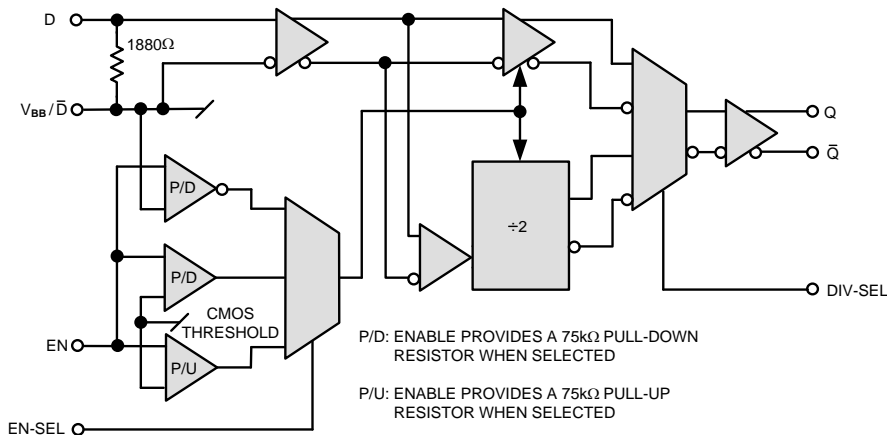 D
1880Ω
V_BB/D̄
P/D
P/D
÷2
Q
Q̄
DIV-SEL
CMOS
THRESHOLD
EN
P/U
EN-SEL
P/D: ENABLE PROVIDES A 75kΩ PULL-DOWN
RESISTOR WHEN SELECTED
P/U: ENABLE PROVIDES A 75kΩ PULL-UP
RESISTOR WHEN SELECTED